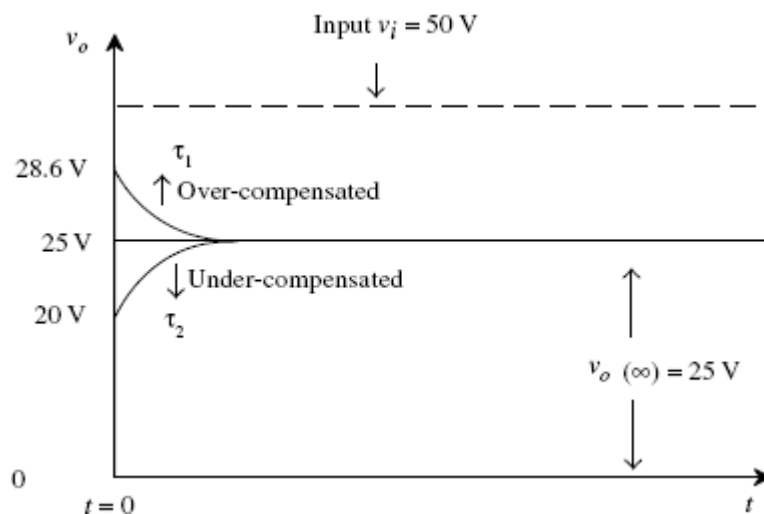 Input vᵢ = 50 V
vₒ
28.6 V
τ₁
Over-compensated
25 V
Under-compensated
20 V
τ₂
vₒ (∞) = 25 V
0
t = 0
t